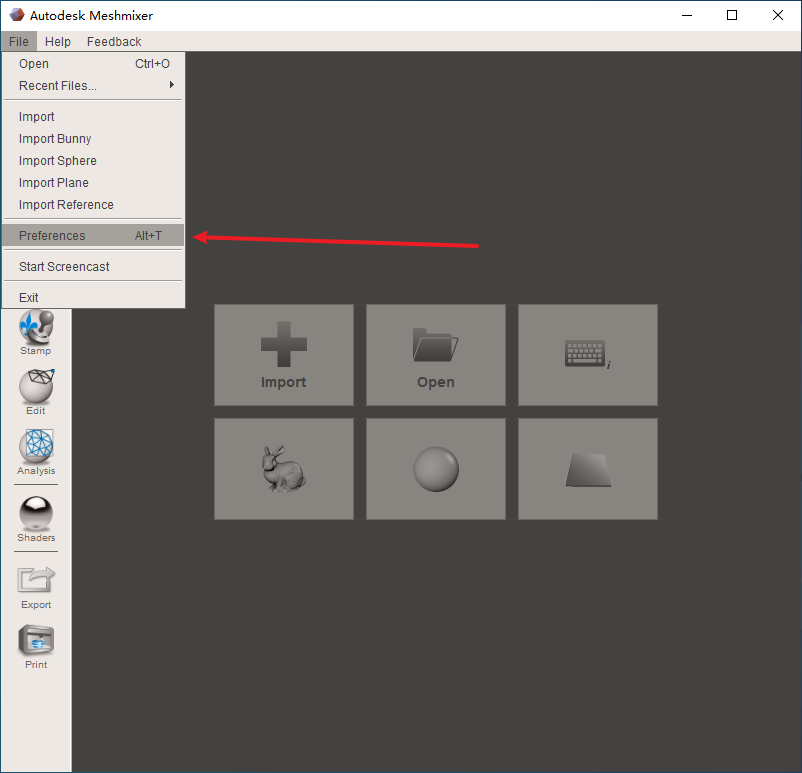 Autodesk Meshmixer
File Help Feedback
Open Ctrl+O
Recent Files...
Import
Import Bunny
Import Sphere
Import Plane
Import Reference
Preferences Alt+T
Start Screencast
Exit
Stamp
Edit
Analysis
Shaders
Export
Print
Import
Open
i